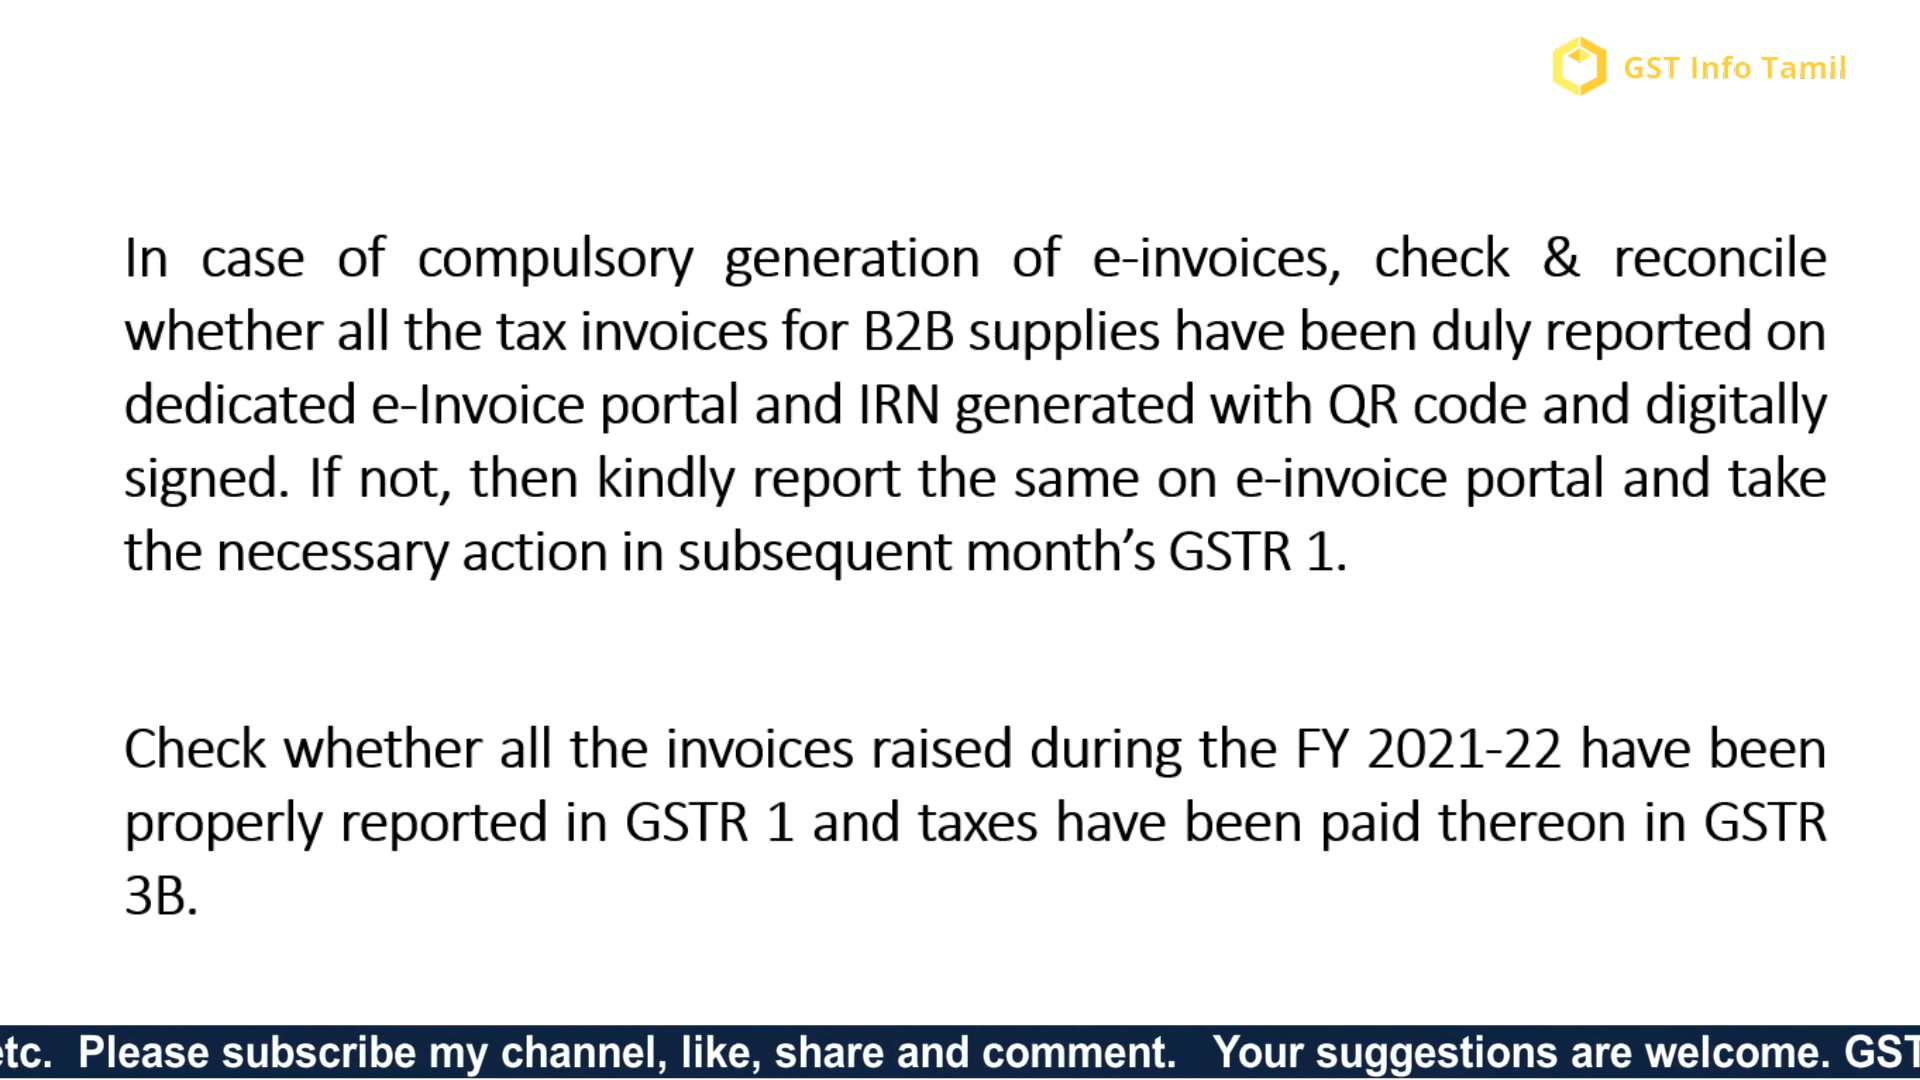 GST Info Tamil
In case of compulsory generation of e-invoices, check & reconcile
whether all the tax invoices for B2B supplies have been duly reported on
dedicated e-Invoice portal and IRN generated with QR code and digitally
signed. If not, then kindly report the same on e-invoice portal and take
the necessary action in subsequent month’s GSTR 1.
Check whether all the invoices raised during the FY 2021-22 have been
properly reported in GSTR 1 and taxes have been paid thereon in GSTR
3B.
etc. Please subscribe my channel, like, share and comment. Your suggestions are welcome. GST